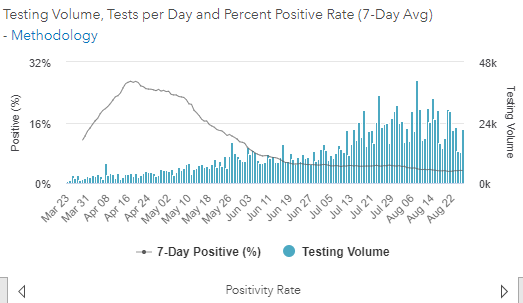 Testing Volume, Tests per Day and Percent Positive Rate (7-Day Avg)
- Methodology
32%
48k
16%
24k
0%
0k
Positive (%)
Testing Volume
Mar 23
Mar 31
Apr 08
Apr 16
Apr 24
May 02
May 10
May 18
May 26
Jun 03
Jun 11
Jun 19
Jun 27
Jul 05
Jul 13
Jul 21
Jul 29
Aug 06
Aug 14
Aug 22
7-Day Positive (%)
Testing Volume
Positivity Rate